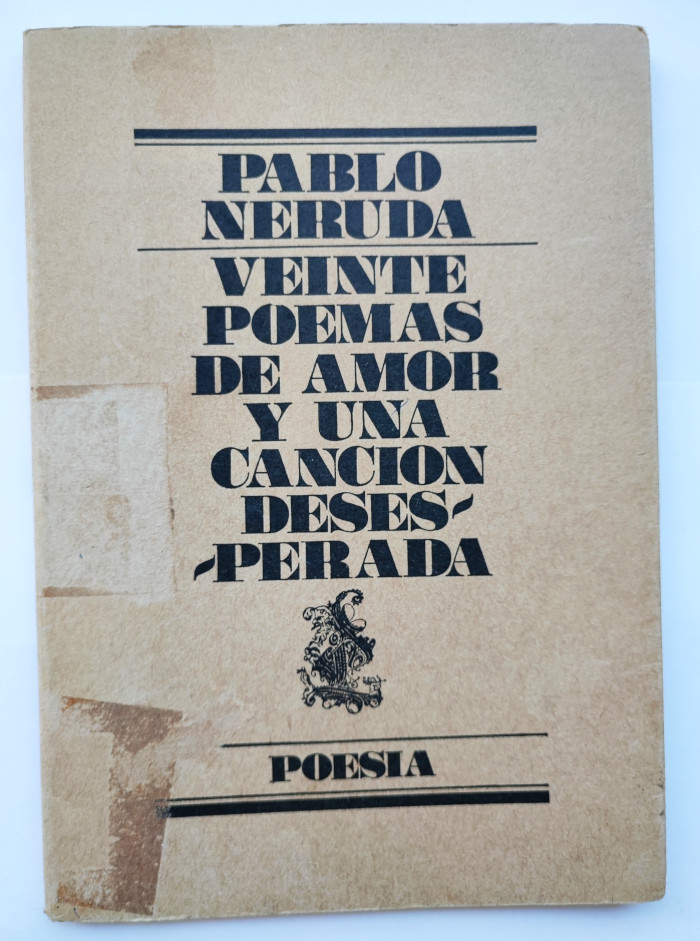 PABLO
NERUDA
VEINTE
POEMAS
DE AMOR
Y UNA
CANCION
DESES-
-PERADA
POESIA